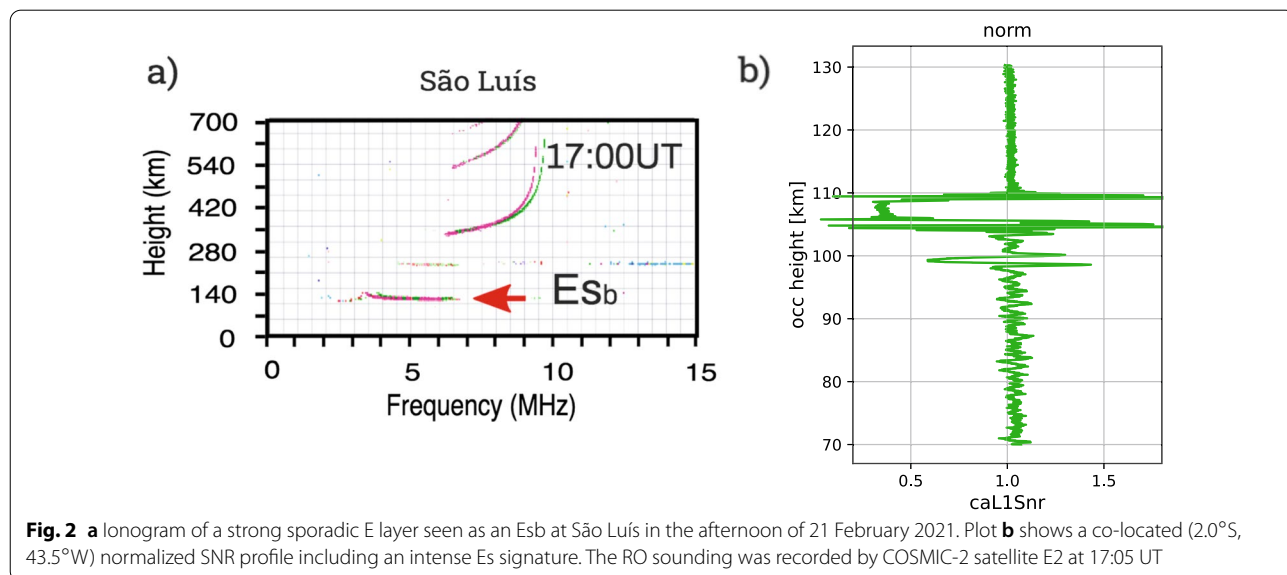 a)
São Luís
Height (km)
700
540
420
280
140
0
17:00UT
Esb
0
5
10
15
Frequency (MHz)
b)
norm
occ height [km]
130
120
110
100
90
80
70
0.5
1.0
1.5
caL1Snr
Fig. 2 a Ionogram of a strong sporadic E layer seen as an Esb at São Luís in the afternoon of 21 February 2021. Plot b shows a co-located (2.0°S,
43.5°W) normalized SNR profile including an intense Es signature. The RO sounding was recorded by COSMIC-2 satellite E2 at 17:05 UT